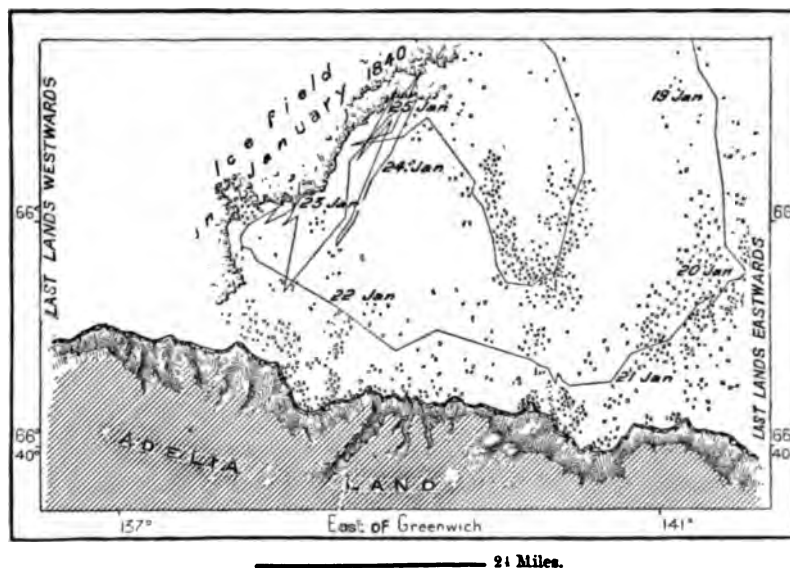 Ice field
in January 1840
25 Jan
19 Jan
24 Jan
LAST LANDS WESTWARDS
66°
23 Jan
66
20 Jan
22 Jan
LAST LANDS EASTWARDS
21 Jan
66°
40'
66
40
ADELIA
LAND
137°
East of Greenwich
141°
Miles.